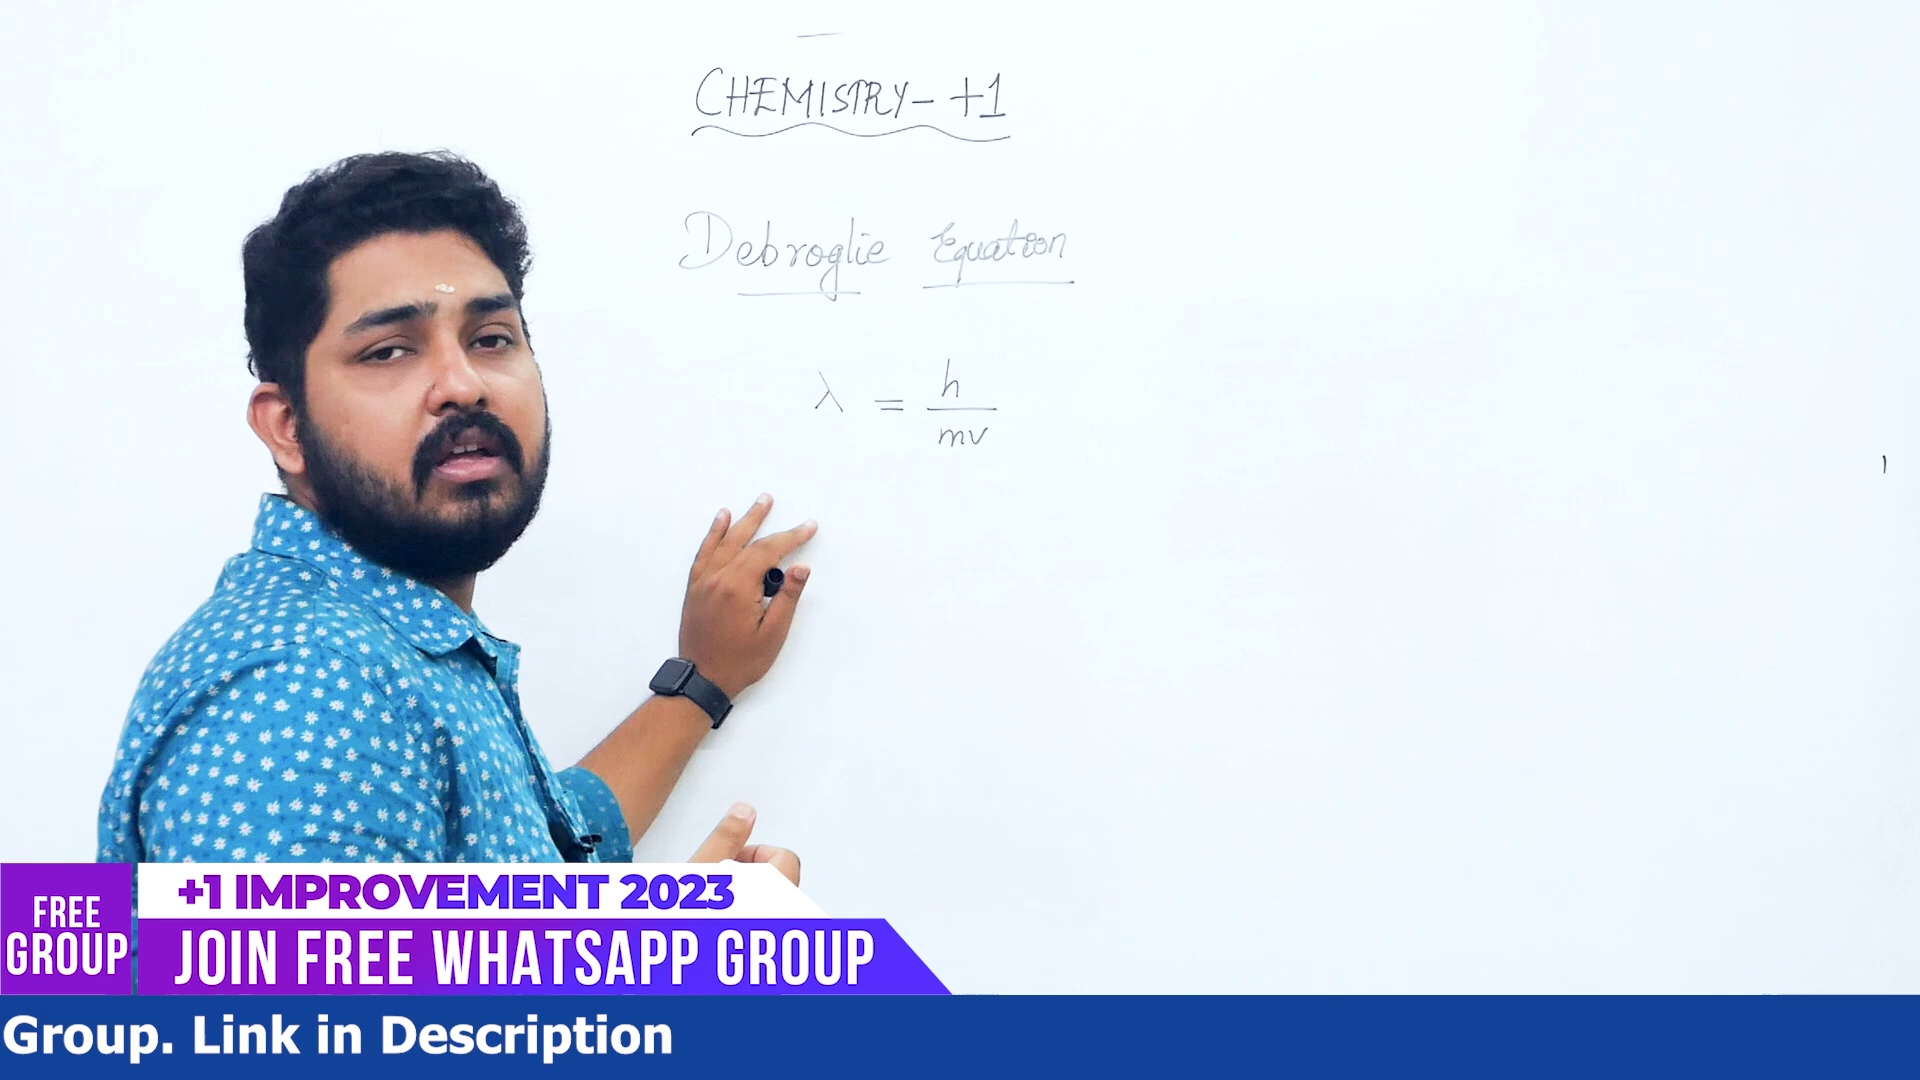 CHEMISTRY - +1
Debroglie Equation
λ = h/mv
FREE
GROUP
+1 IMPROVEMENT 2023
JOIN FREE WHATSAPP GROUP
Group. Link in Description